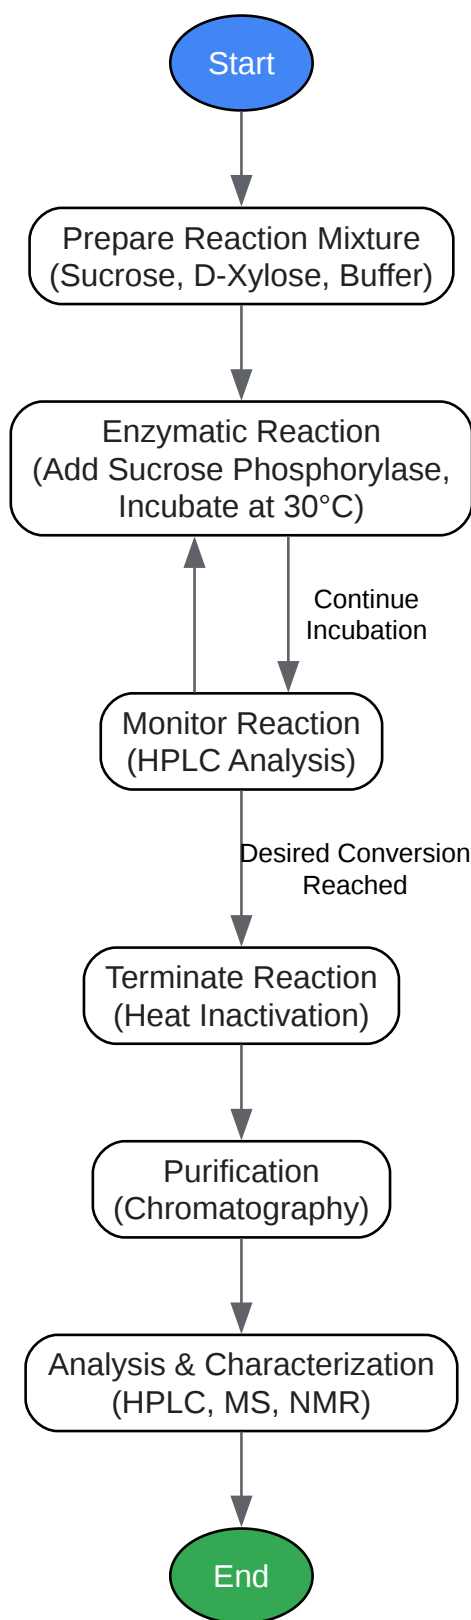 Start
Prepare Reaction Mixture
(Sucrose, D-Xylose, Buffer)
Enzymatic Reaction
(Add Sucrose Phosphorylase,
Incubate at 30°C)
Continue
Incubation
Monitor Reaction
(HPLC Analysis)
Desired Conversion
Reached
Terminate Reaction
(Heat Inactivation)
Purification
(Chromatography)
Analysis & Characterization
(HPLC, MS, NMR)
End